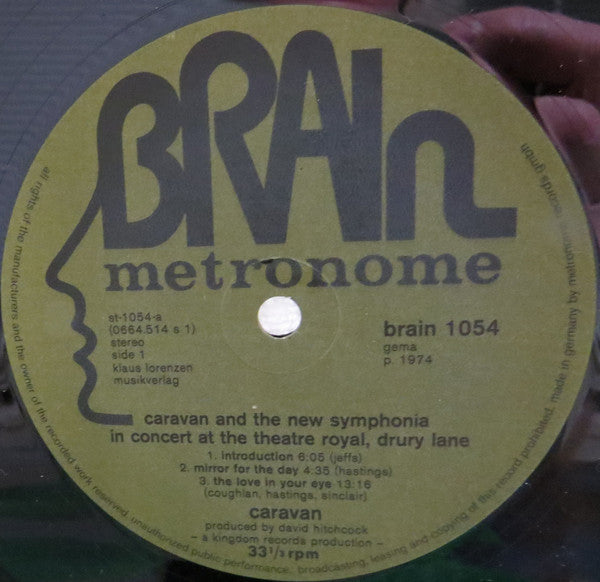 BRAIN
metronome
st-1054-a
(0664.514 s 1)
stereo
side 1
klaus lorenzen
musikverlag
brain 1054
gema
p. 1974
caravan and the new symphonia
in concert at the theatre royal, drury lane
1. introduction 6:05 (jeffs)
2. mirror for the day 4:35 (hastings)
3. the love in your eye 13:16
(coughlan, hastings, sinclair)
caravan
produced by david hitchcock
– a kingdom records production –
33 1/3 rpm
all rights of the manufacturers and the owner of the recorded work reserved. unauthorized public performance, broadcasting, leasing and copying of this record prohibited. made in germany by metronome records gmbh